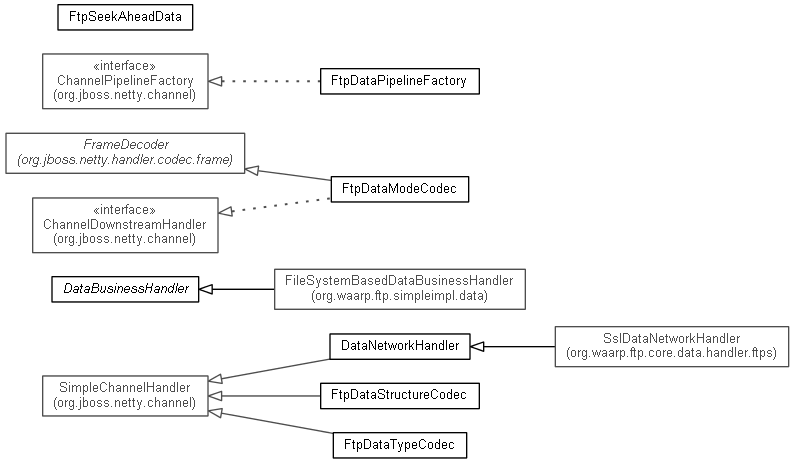 FtpSeekAheadData
«interface»
ChannelPipelineFactory
(org.jboss.netty.channel)
FtpDataPipelineFactory
FrameDecoder
(org.jboss.netty.handler.codec.frame)
FtpDataModeCodec
«interface»
ChannelDownstreamHandler
(org.jboss.netty.channel)
DataBusinessHandler
FileSystemBasedDataBusinessHandler
(org.waarp.ftp.simpleimpl.data)
DataNetworkHandler
SslDataNetworkHandler
(org.waarp.ftp.core.data.handler.ftps)
SimpleChannelHandler
(org.jboss.netty.channel)
FtpDataStructureCodec
FtpDataTypeCodec